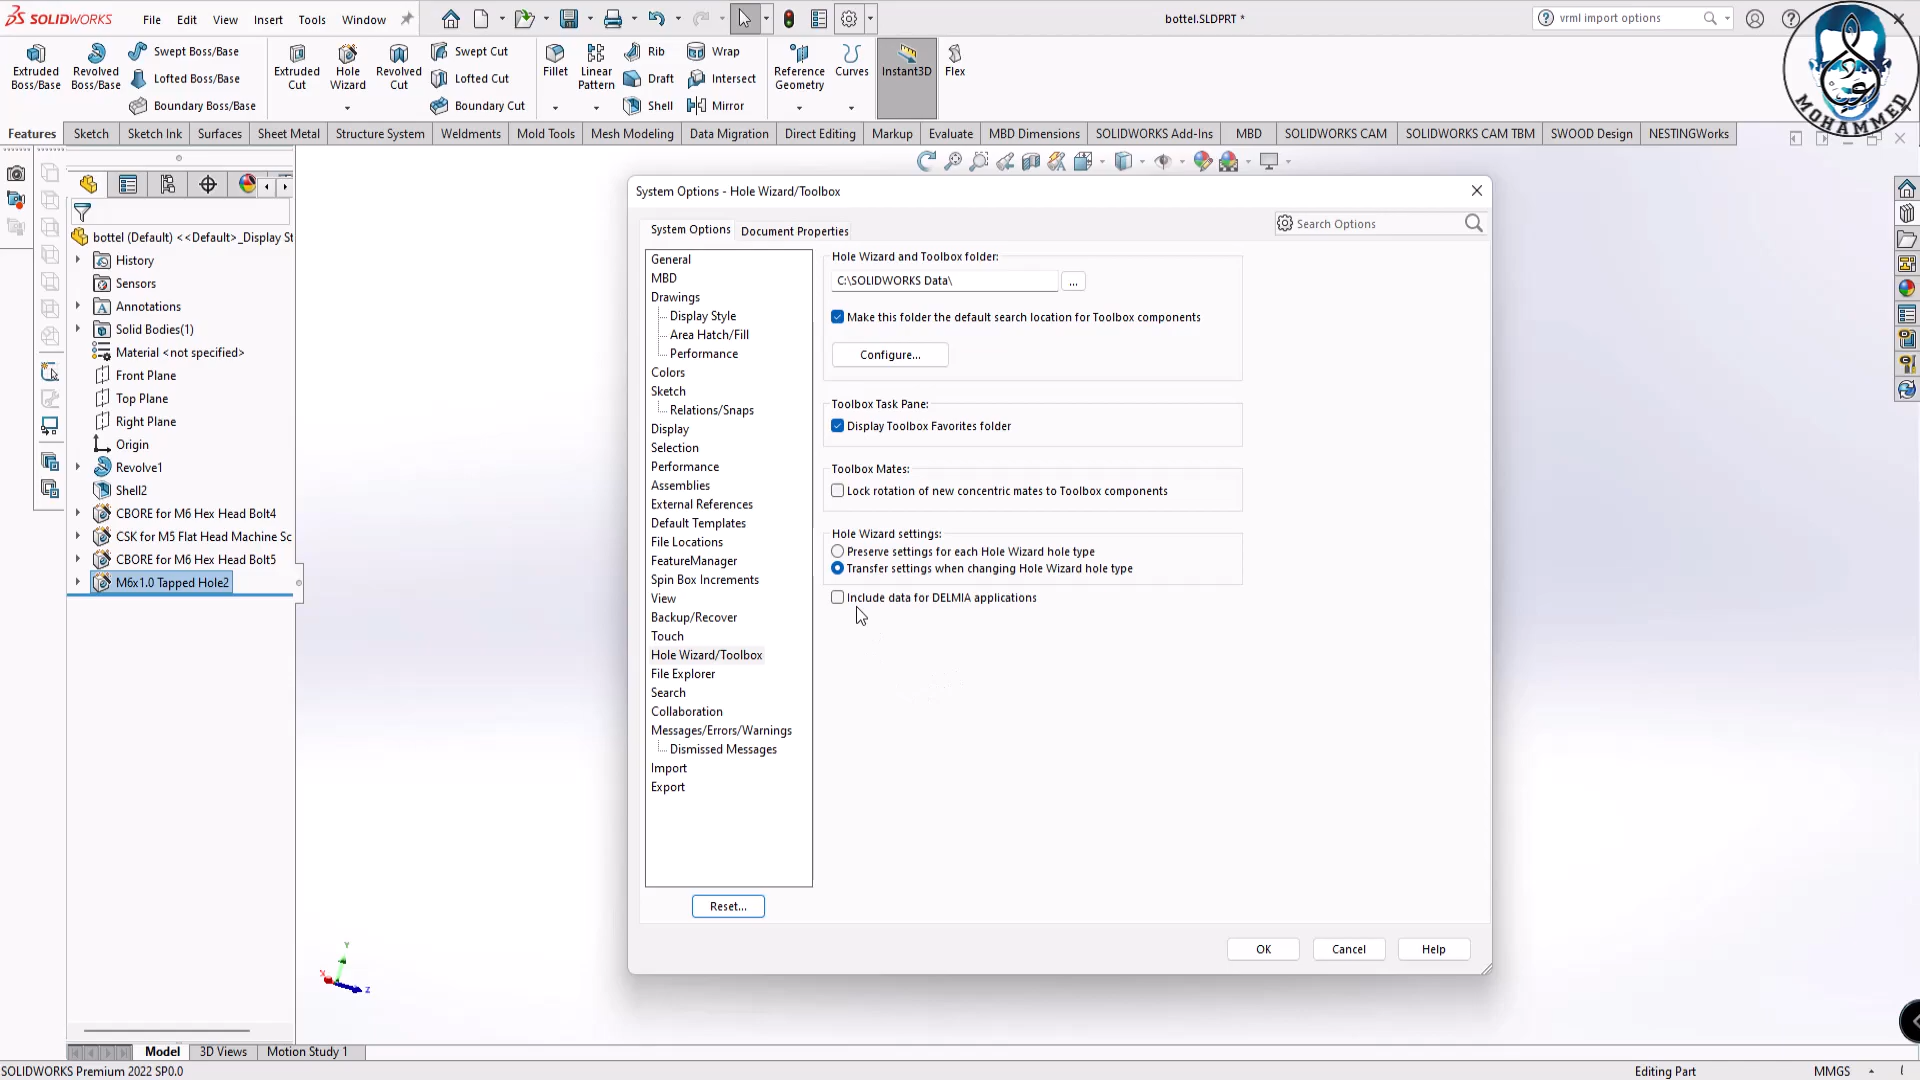 SOLIDWORKS File Edit View Insert Tools Window bottel.SLDPRT * vrml import options
Extruded Boss/Base
Revolved Boss/Base
Swept Boss/Base
Lofted Boss/Base
Boundary Boss/Base
Extruded Cut
Hole Wizard
Revolved Cut
Swept Cut
Lofted Cut
Boundary Cut
Fillet
Linear Pattern
Rib
Draft
Shell
Wrap
Intersect
Mirror
Reference Geometry
Curves
Instant3D
Flex
MOHAMMED
Features Sketch Sketch Ink Surfaces Sheet Metal Structure System Weldments Mold Tools Mesh Modeling Data Migration Direct Editing Markup Evaluate MBD Dimensions SOLIDWORKS Add-Ins MBD SOLIDWORKS CAM SOLIDWORKS CAM TBM SWOOD Design NESTINGWorks
bottel (Default) <<Default>_Display St
History
Sensors
Annotations
Solid Bodies(1)
Material <not specified>
Front Plane
Top Plane
Right Plane
Origin
Revolve1
Shell2
CBORE for M6 Hex Head Bolt4
CSK for M5 Flat Head Machine Sc
CBORE for M6 Hex Head Bolt5
M6x1.0 Tapped Hole2
System Options - Hole Wizard/Toolbox
System Options Document Properties
Search Options
General
MBD
Drawings
Display Style
Area Hatch/Fill
Performance
Colors
Sketch
Relations/Snaps
Display
Selection
Performance
Assemblies
External References
Default Templates
File Locations
FeatureManager
Spin Box Increments
View
Backup/Recover
Touch
Hole Wizard/Toolbox
File Explorer
Search
Collaboration
Messages/Errors/Warnings
Dismissed Messages
Import
Export
Reset...
Hole Wizard and Toolbox folder:
C:\SOLIDWORKS Data\
...
Make this folder the default search location for Toolbox components
Configure...
Toolbox Task Pane:
Display Toolbox Favorites folder
Toolbox Mates:
Lock rotation of new concentric mates to Toolbox components
Hole Wizard settings:
Preserve settings for each Hole Wizard hole type
Transfer settings when changing Hole Wizard hole type
Include data for DELMIA applications
OK Cancel Help
Y
X
Z
Model 3D Views Motion Study 1
SOLIDWORKS Premium 2022 SP0.0 Editing Part MMGS